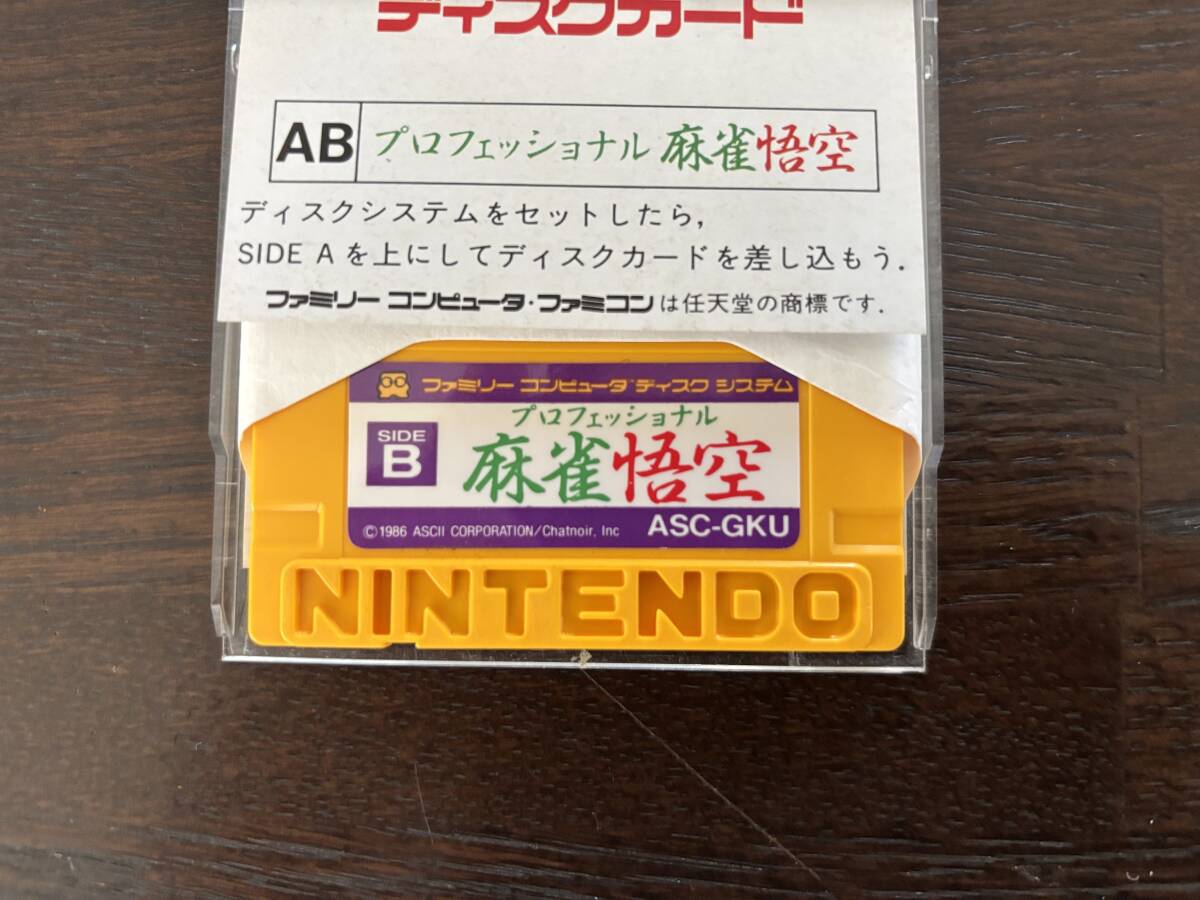 ディスクカード
AB プロフェッショナル 麻雀悟空
ディスクシステムをセットしたら,
SIDE A を上にしてディスクカードを差し込もう.
ファミリー コンピュータ・ファミコンは任天堂の商標です.
ファミリー コンピュータ ディスク システム
プロフェッショナル
SIDE
B
麻雀悟空
©1986 ASCII CORPORATION/Chatnoir, Inc ASC-GKU
NINTENDO